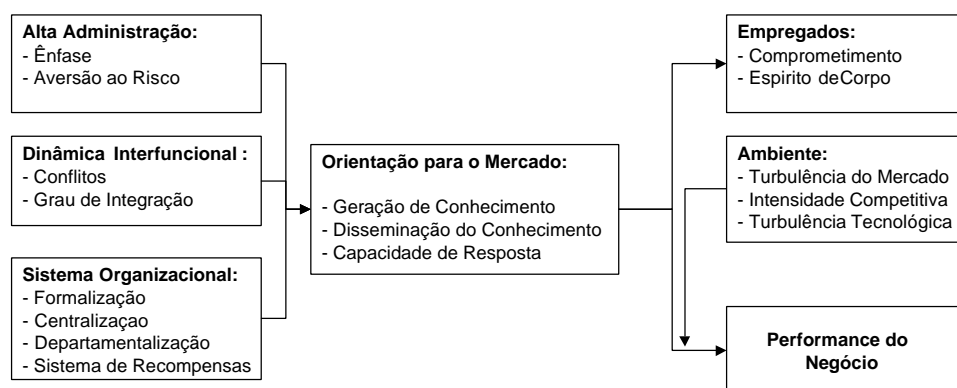 Alta Administração:
- Ênfase
- Aversão ao Risco
Dinâmica Interfuncional :
- Conflitos
- Grau de Integração
Sistema Organizacional:
- Formalização
- Centralizaçao
- Departamentalização
- Sistema de Recompensas
Orientação para o Mercado:
- Geração de Conhecimento
- Disseminação do Conhecimento
- Capacidade de Resposta
Empregados:
- Comprometimento
- Espirito deCorpo
Ambiente:
- Turbulência do Mercado
- Intensidade Competitiva
- Turbulência Tecnológica
Performance do
Negócio